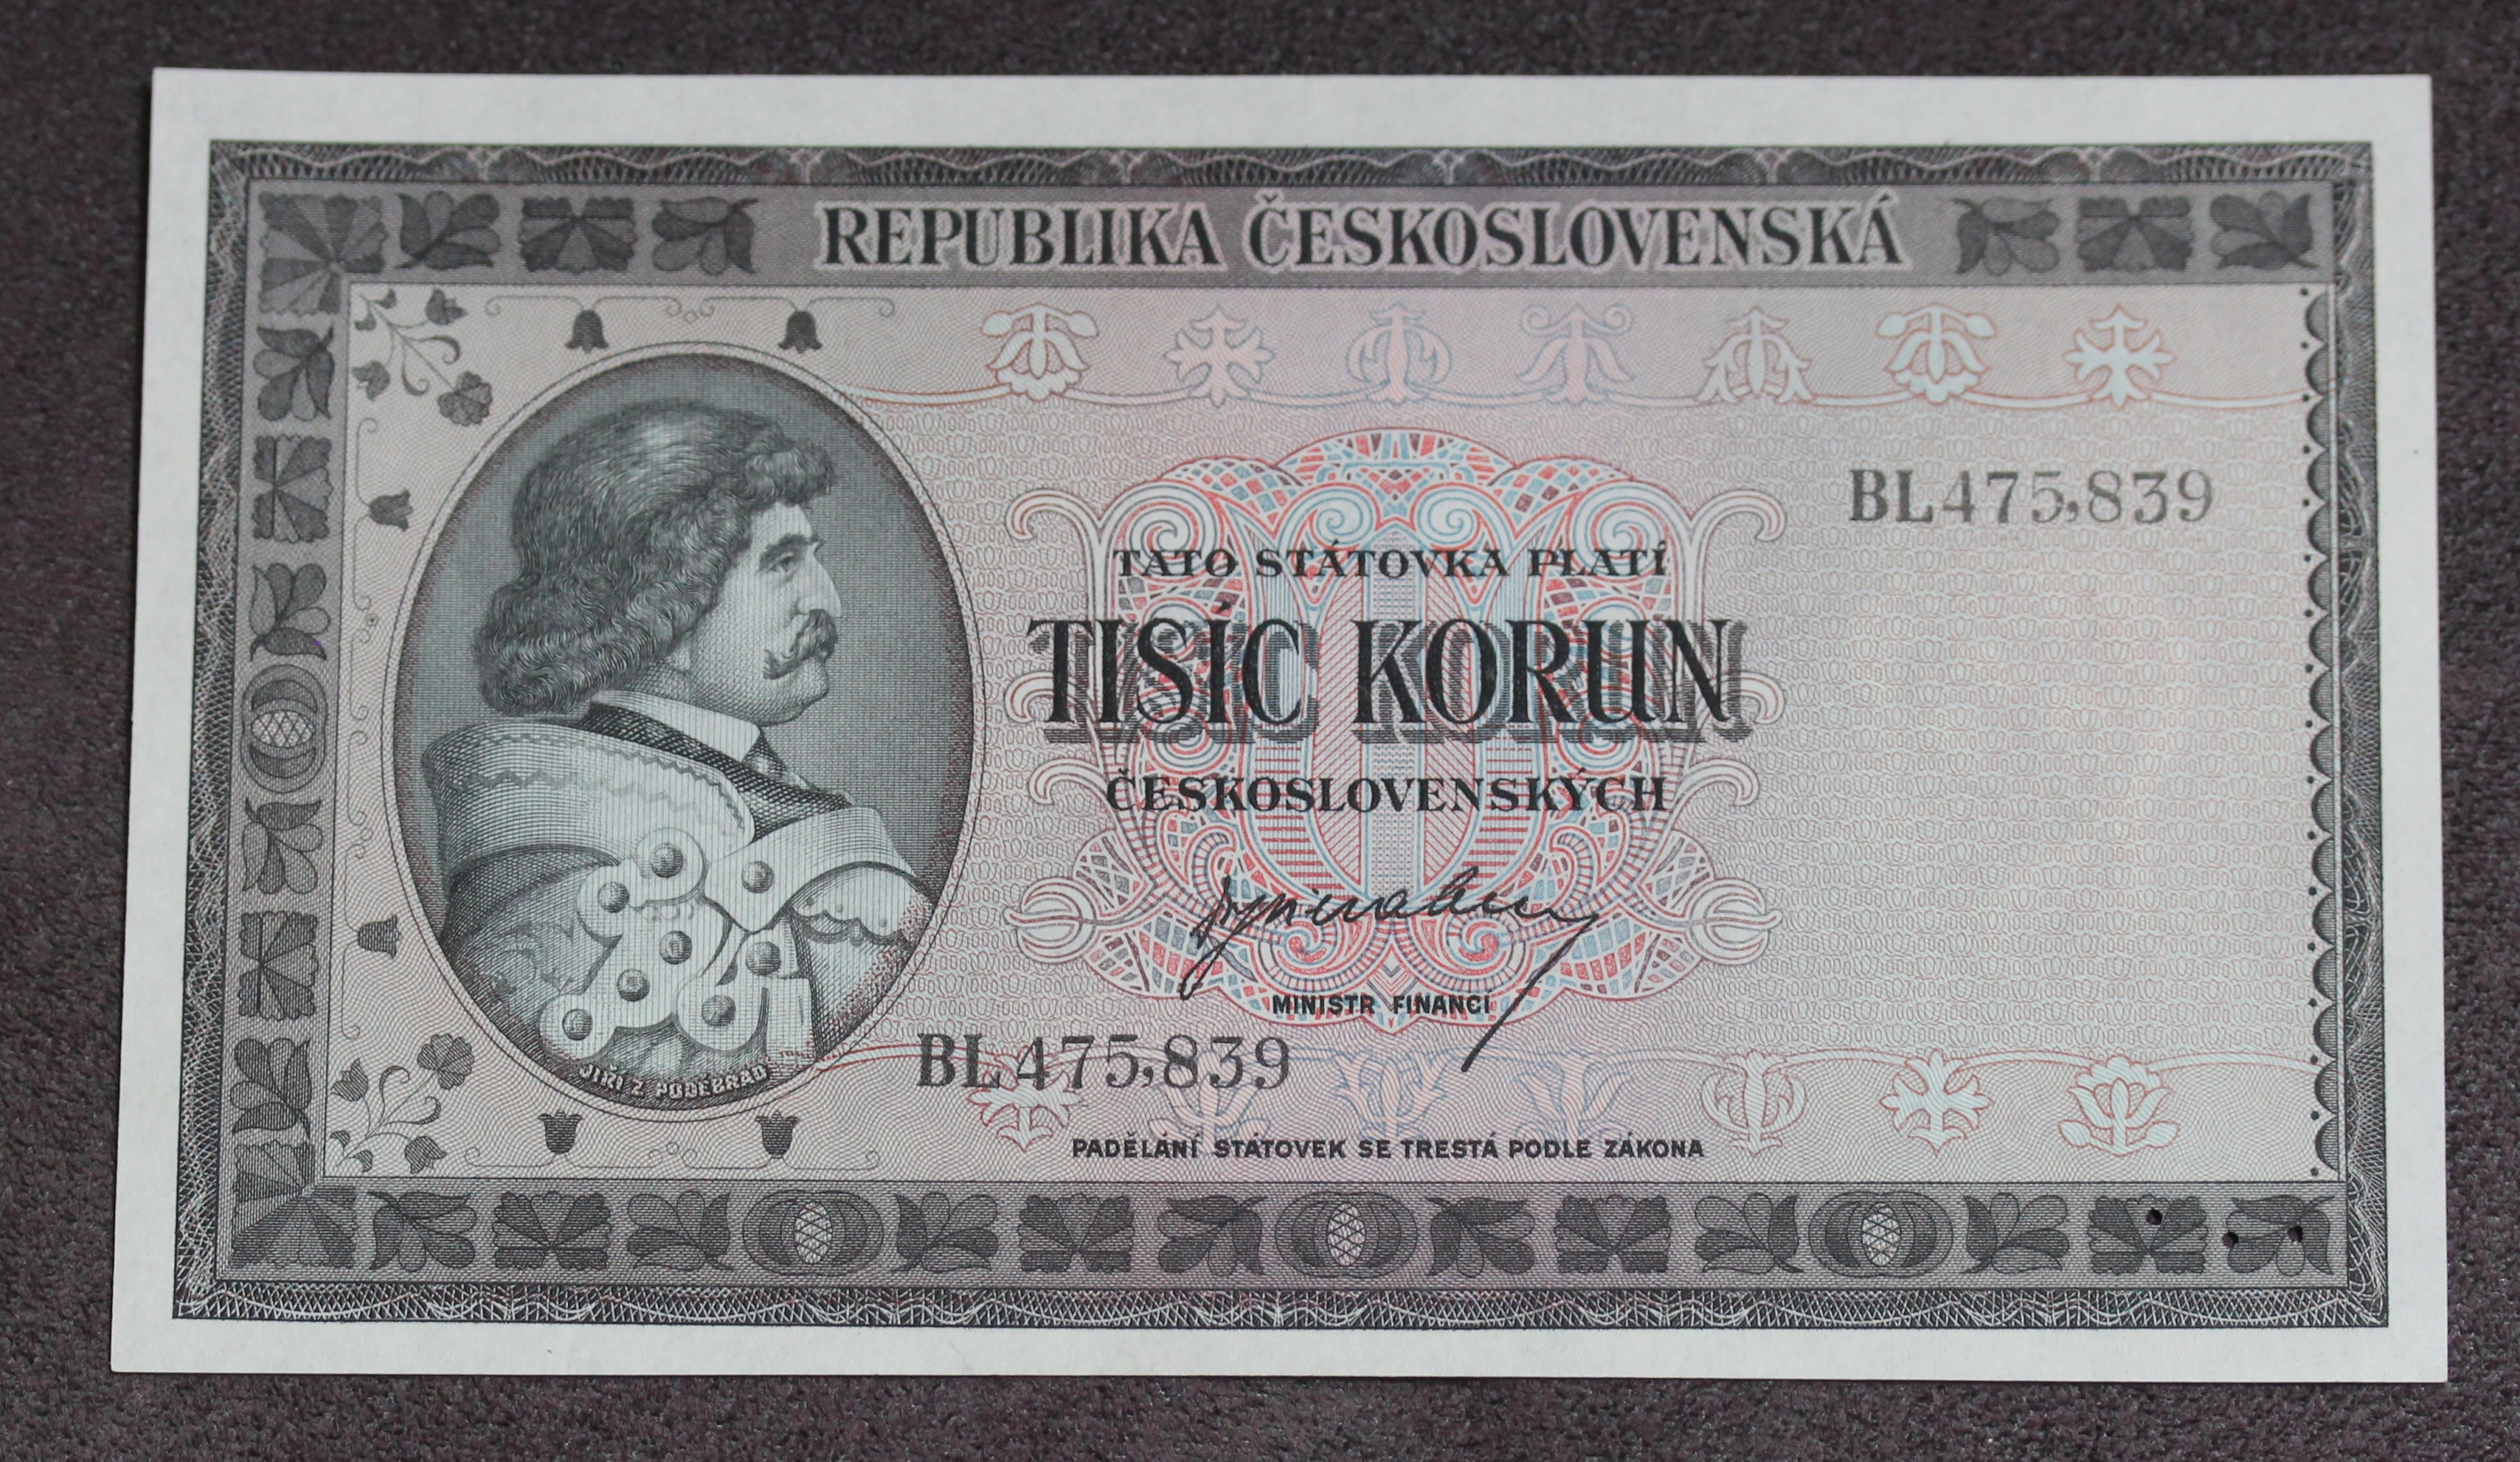 REPUBLIKA ČESKOSLOVENSKÁ
BL475,839
TATO STÁTOVKA PLATÍ
TISÍC KORUN
ČESKOSLOVENSKÝCH
MINISTR FINANCÍ
BL475,839
JIŘÍ Z PODĚBRAD
PADĚLÁNÍ STÁTOVEK SE TRESTÁ PODLE ZÁKONA